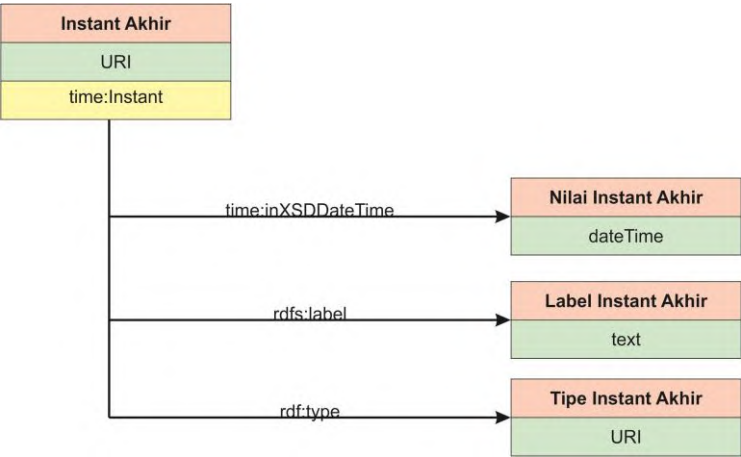 Instant Akhir
URI
time:Instant
time:inXSDDateTime
Nilai Instant Akhir
dateTime
rdfs:label
Label Instant Akhir
text
rdf:type
Tipe Instant Akhir
URI